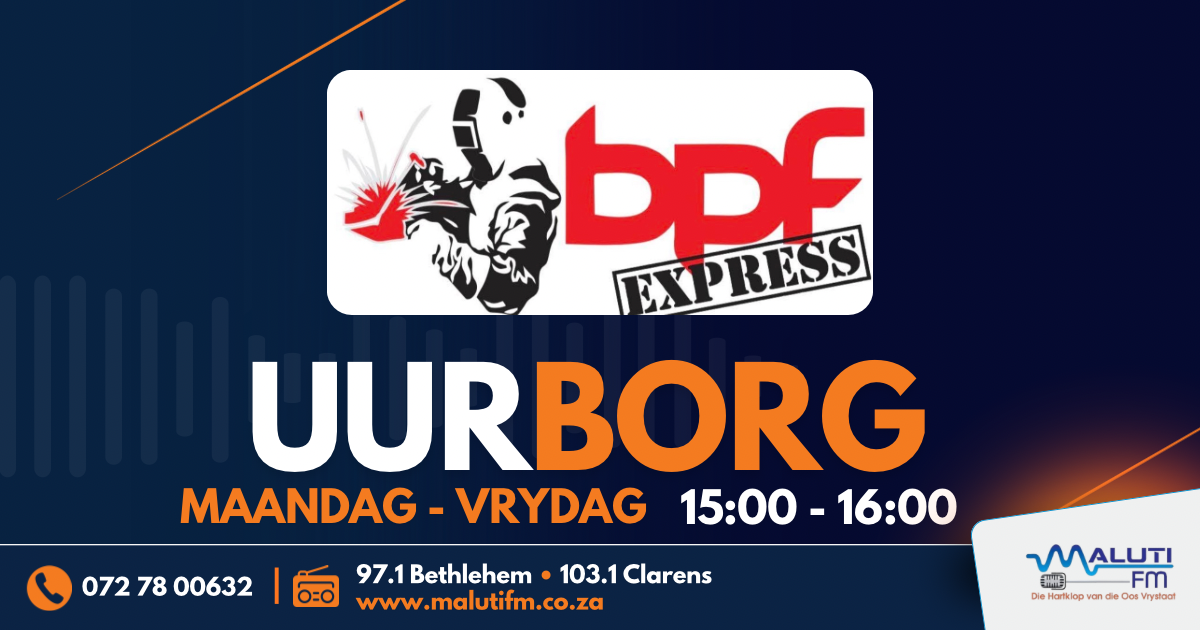 bpf
EXPRESS
UURBORG
MAANDAG - VRYDAG 15:00 - 16:00
072 78 00632
97.1 Bethlehem • 103.1 Clarens
www.malutifm.co.za
MALUTI
FM
Die Hartklop van die Oos Vrystaat